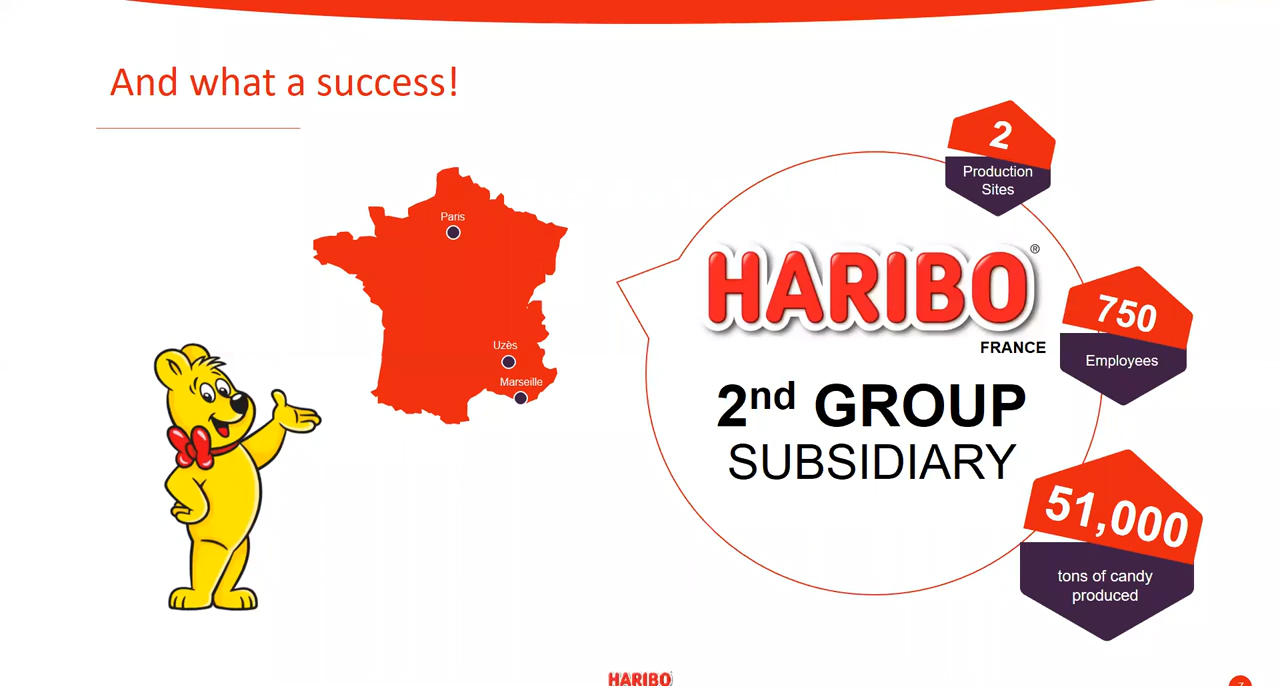 And what a success!
Paris
Uzès
Marseille
2
Production
Sites
HARIBO®
FRANCE
2nd GROUP
SUBSIDIARY
750
Employees
51,000
tons of candy
produced
HARIBO
7